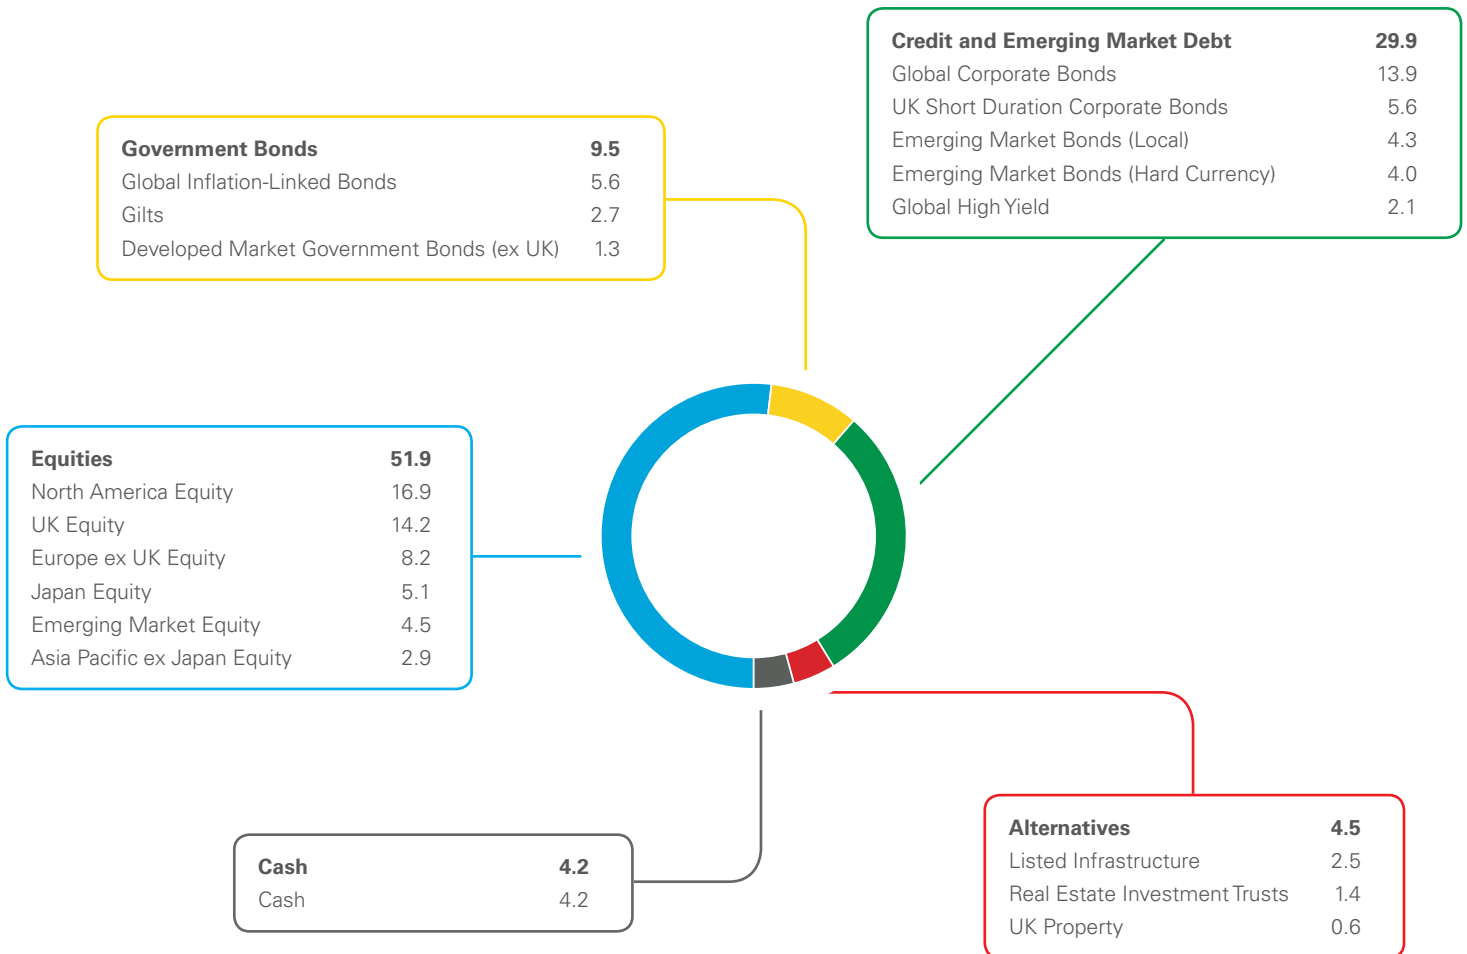 Credit and Emerging Market Debt 29.9
Global Corporate Bonds 13.9
UK Short Duration Corporate Bonds 5.6
Emerging Market Bonds (Local) 4.3
Emerging Market Bonds (Hard Currency) 4.0
Global High Yield 2.1
Government Bonds 9.5
Global Inflation-Linked Bonds 5.6
Gilts 2.7
Developed Market Government Bonds (ex UK) 1.3
Equities 51.9
North America Equity 16.9
UK Equity 14.2
Europe ex UK Equity 8.2
Japan Equity 5.1
Emerging Market Equity 4.5
Asia Pacific ex Japan Equity 2.9
Alternatives 4.5
Listed Infrastructure 2.5
Real Estate Investment Trusts 1.4
UK Property 0.6
Cash 4.2
Cash 4.2